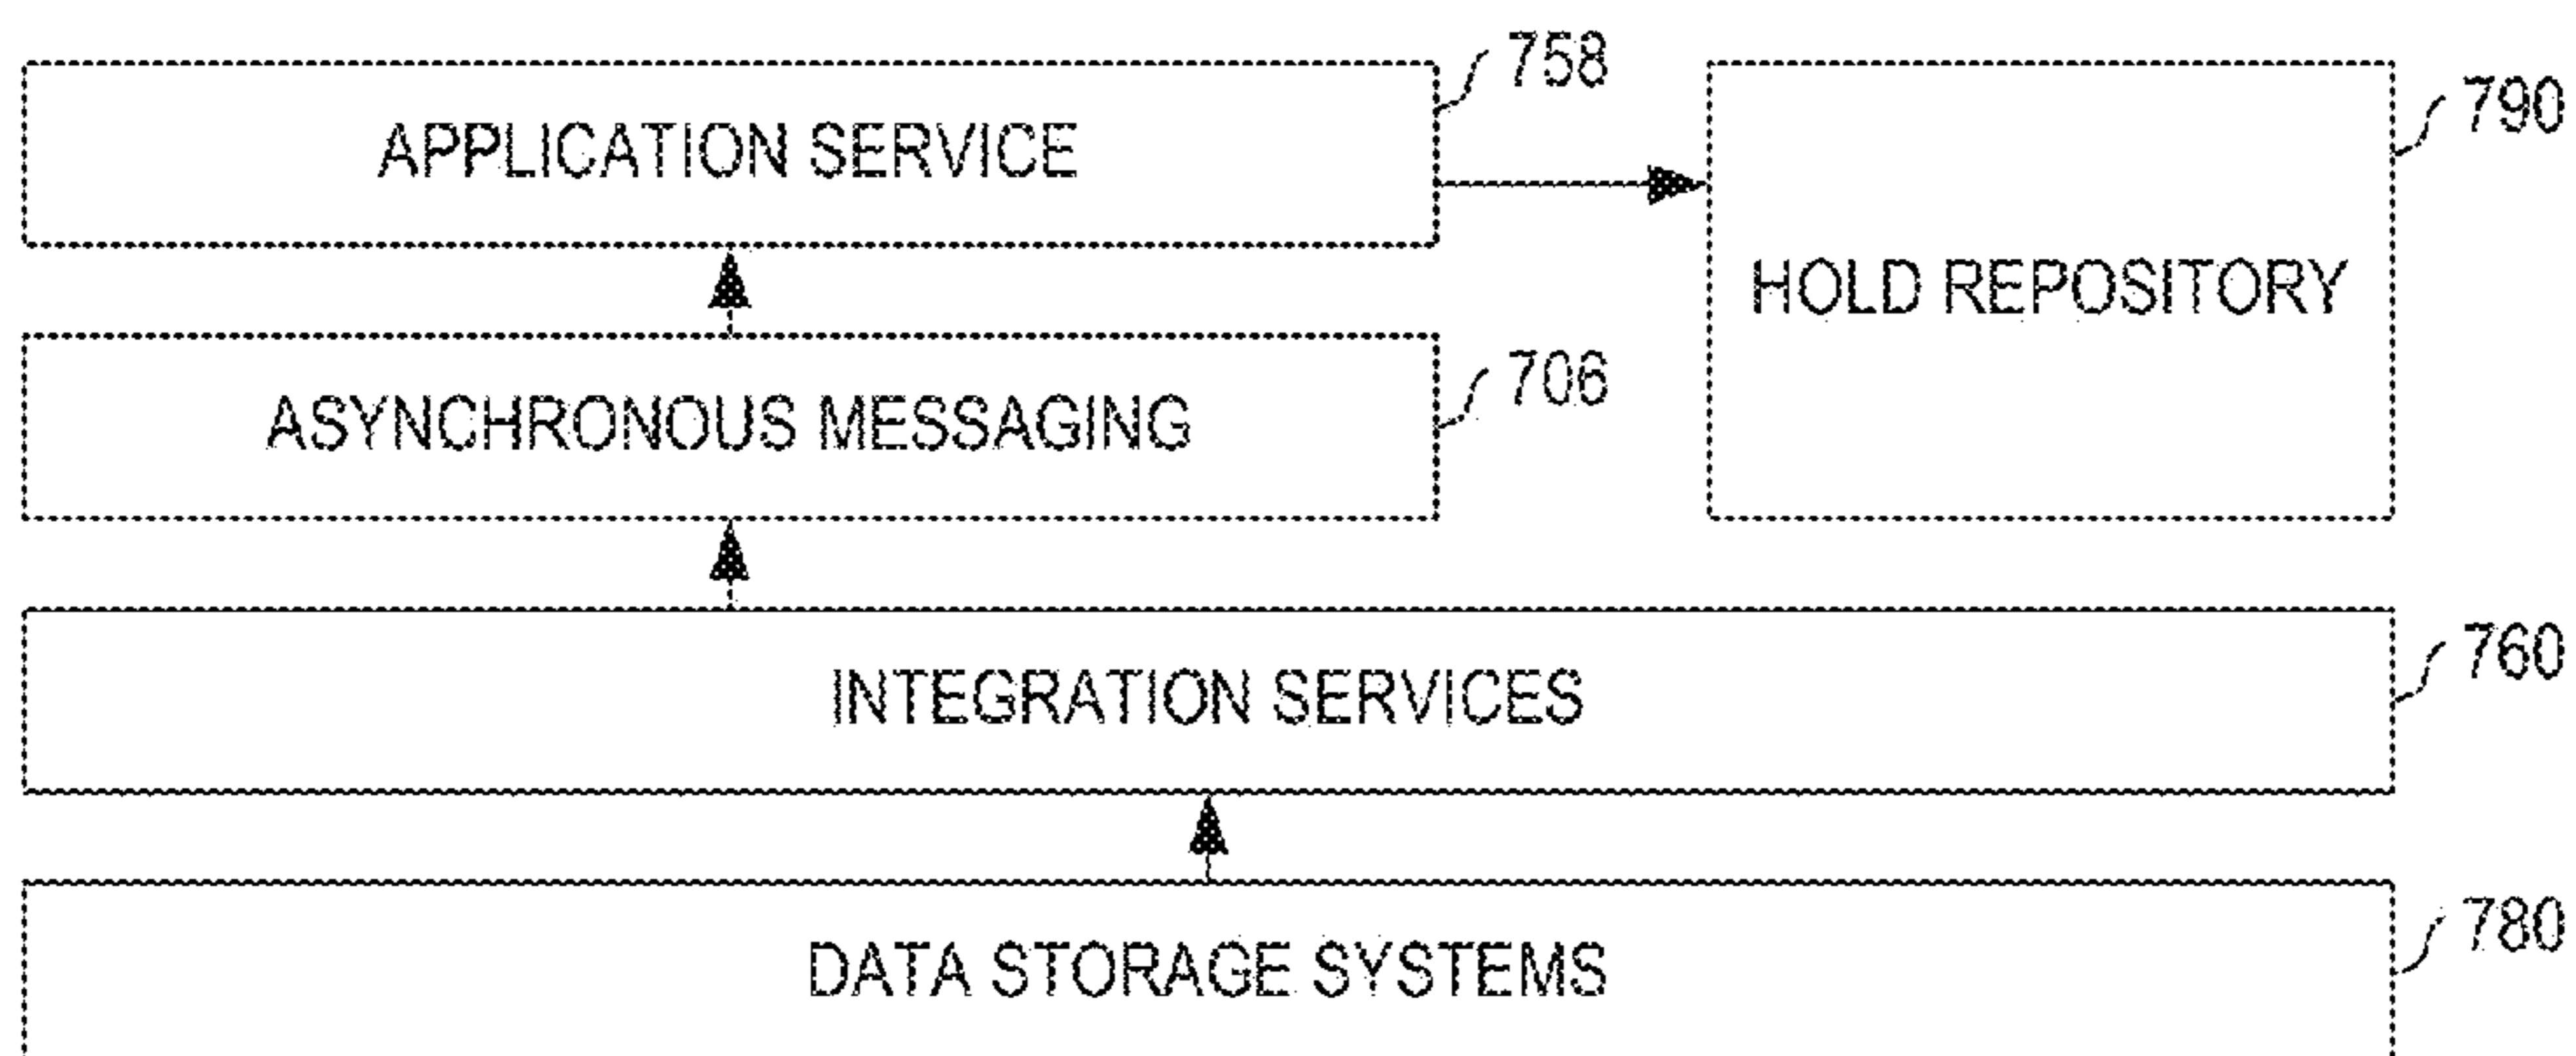 758
APPLICATION SERVICE
790
HOLD REPOSITORY
706
ASYNCHRONOUS MESSAGING
760
INTEGRATION SERVICES
780
DATA STORAGE SYSTEMS